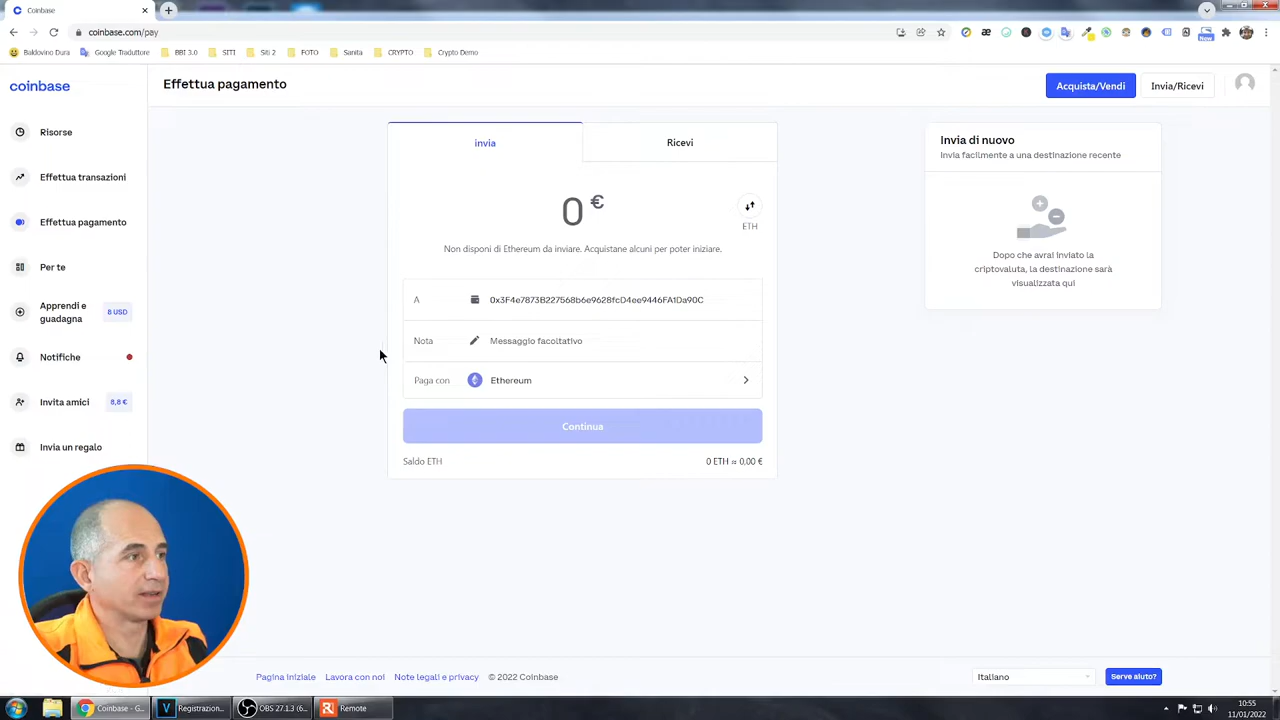 Coinbase
coinbase.com/pay
Baldovino Dura
Google Traduttore
BBI 3.0
SITI
Siti 2
FOTO
Sanita
CRYPTO
Crypto Demo
coinbase
Effettua pagamento
Acquista/Vendi
Invia/Ricevi
Risorse
Effettua transazioni
Effettua pagamento
Per te
Apprendi e
guadagna
8 USD
Notifiche
Invita amici
8,8 €
Invia un regalo
invia
Ricevi
0 €
ETH
Non disponi di Ethereum da inviare. Acquistane alcuni per poter iniziare.
A
0x3F4e7873B227568b6e9628fcD4ee9446FA1Da90C
Nota
Messaggio facoltativo
Paga con
Ethereum
Continua
Saldo ETH
0 ETH ≈ 0,00 €
Invia di nuovo
Invia facilmente a una destinazione recente
Dopo che avrai inviato la
criptovaluta, la destinazione sarà
visualizzata qui
Pagina iniziale
Lavora con noi
Note legali e privacy
© 2022 Coinbase
Italiano
Serve aiuto?
Coinbase - G...
Registrazion...
OBS 27.1.3 (6...
Remote
10:55
11/01/2022